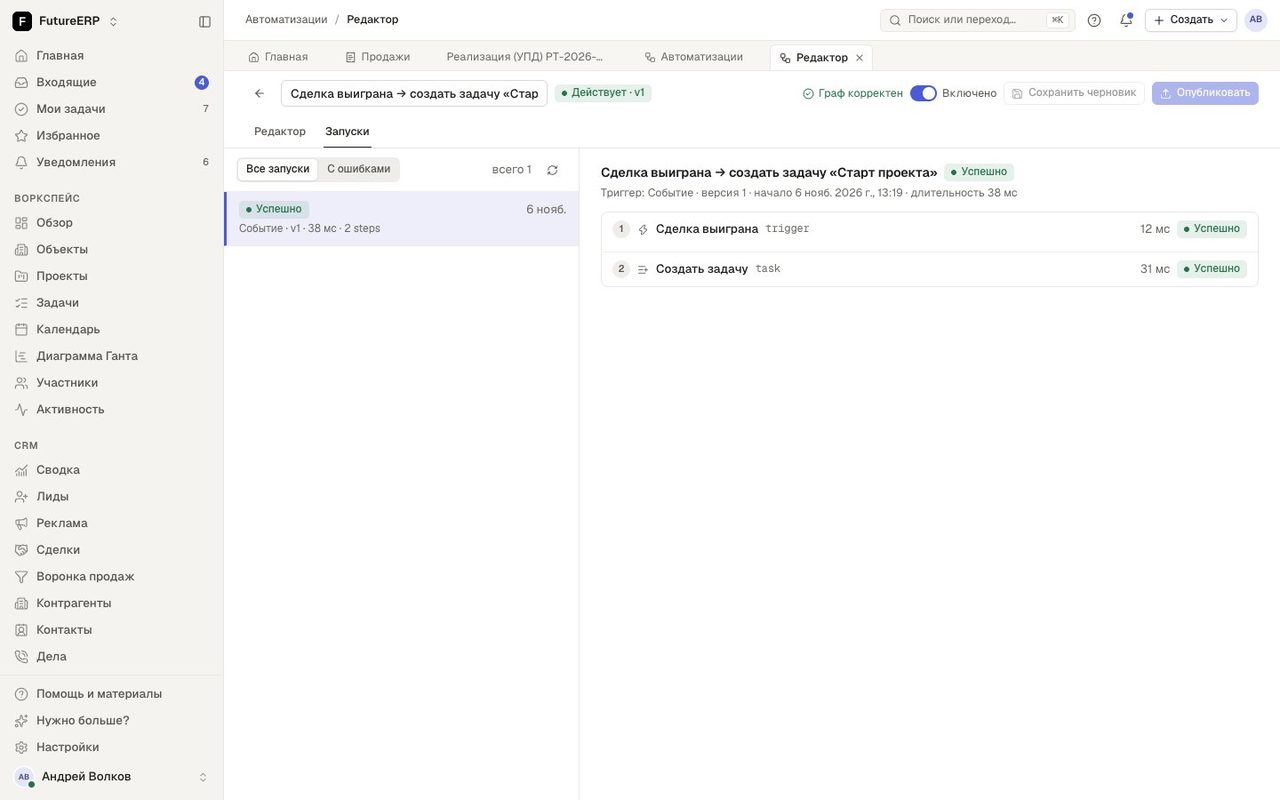 F FutureERP
Главная
Входящие 4
Мои задачи 7
Избранное
Уведомления 6
ВОРКСПЕЙС
Обзор
Объекты
Проекты
Задачи
Календарь
Диаграмма Ганта
Участники
Активность
CRM
Сводка
Лиды
Реклама
Сделки
Воронка продаж
Контрагенты
Контакты
Дела
Помощь и материалы
Нужно больше?
Настройки
АВ Андрей Волков
Автоматизации / Редактор
Поиск или переход… ⌘K
Создать
АВ
Главная
Продажи
Реализация (УПД) РТ-2026-…
Автоматизации
Редактор ×
Сделка выиграна → создать задачу «Стар
Действует · v1
Граф корректен
Включено
Сохранить черновик
Опубликовать
Редактор
Запуски
Все запуски
С ошибками
всего 1
Успешно
6 нояб.
Событие · v1 · 38 мс · 2 steps
Сделка выиграна → создать задачу «Старт проекта» Успешно
Триггер: Событие · версия 1 · начало 6 нояб. 2026 г., 13:19 · длительность 38 мс
1 Сделка выиграна trigger 12 мс Успешно
2 Создать задачу task 31 мс Успешно